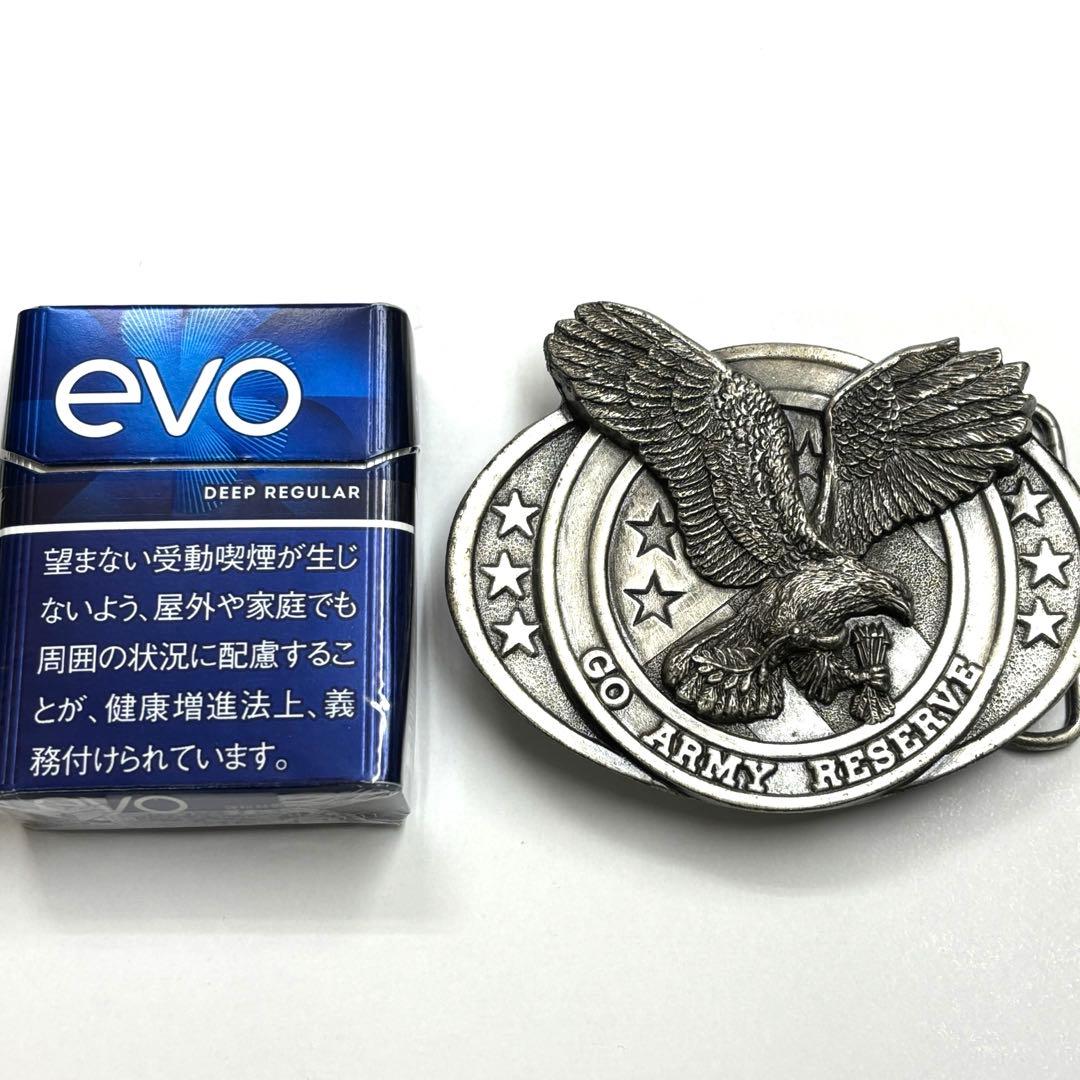 evo
DEEP REGULAR
望まない受動喫煙が生じ
ないよう、屋外や家庭でも
周囲の状況に配慮するこ
とが、健康増進法上、義
務付けられています。
evo
GO ARMY RESERVE